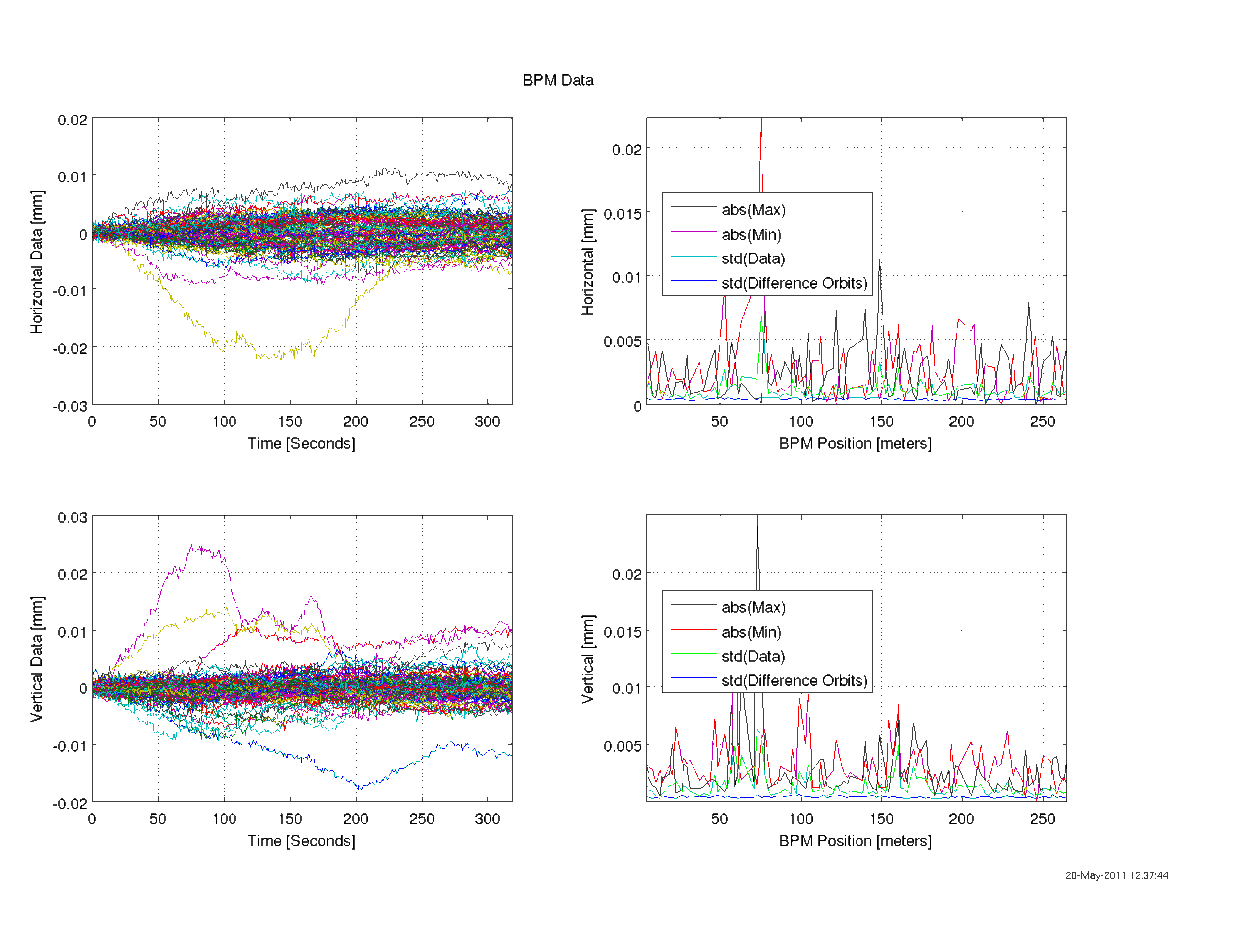 BPM Data
0.02
0.01
0
-0.01
-0.02
-0.03
Horizontal Data [mm]
0 50 100 150 200 250 300
Time [Seconds]
0.02
0.015
0.01
0.005
0
Horizontal [mm]
abs(Max)
abs(Min)
std(Data)
std(Difference Orbits)
50 100 150 200 250
BPM Position [meters]
0.03
0.02
0.01
0
-0.01
-0.02
Vertical Data [mm]
0 50 100 150 200 250 300
Time [Seconds]
0.02
0.015
0.01
0.005
Vertical [mm]
abs(Max)
abs(Min)
std(Data)
std(Difference Orbits)
50 100 150 200 250
BPM Position [meters]
20-May-2011 12:37:44